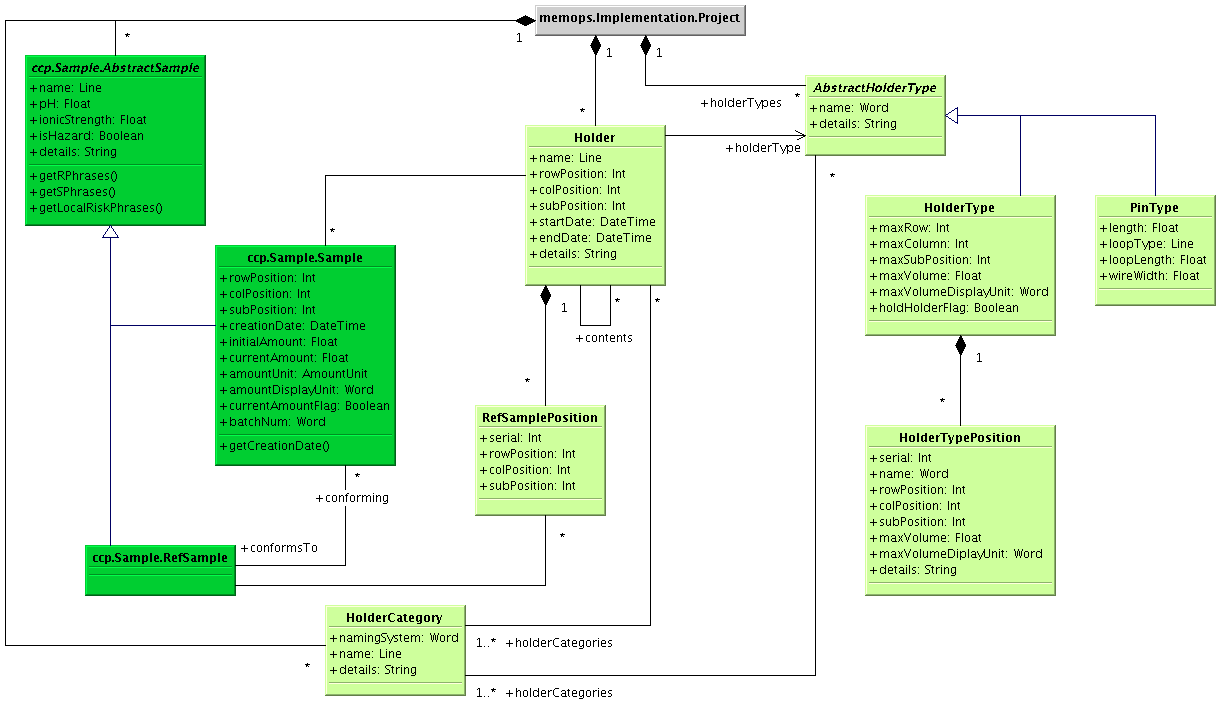 memops.Implementation.Project
1
1
1
*
ccp.Sample.AbstractSample
+name: Line
+pH: Float
+ionicStrength: Float
+isHazard: Boolean
+details: String
+getRPhrases()
+getSPhrases()
+getLocalRiskPhrases()
+holderTypes
*
AbstractHolderType
+name: Word
+details: String
*
*
Holder
+name: Line
+rowPosition: Int
+colPosition: Int
+subPosition: Int
+startDate: DateTime
+endDate: DateTime
+details: String
+holderType
HolderType
+maxRow: Int
+maxColumn: Int
+maxSubPosition: Int
+maxVolume: Float
+maxVolumeDisplayUnit: Word
+holdHolderFlag: Boolean
PinType
+length: Float
+loopType: Line
+loopLength: Float
+wireWidth: Float
*
ccp.Sample.Sample
+rowPosition: Int
+colPosition: Int
+subPosition: Int
+creationDate: DateTime
+initialAmount: Float
+currentAmount: Float
+amountUnit: AmountUnit
+amountDisplayUnit: Word
+currentAmountFlag: Boolean
+batchNum: Word
+getCreationDate()
1
*
*
+contents
1
*
*
RefSamplePosition
+serial: Int
+rowPosition: Int
+colPosition: Int
+subPosition: Int
*
HolderTypePosition
+serial: Int
+name: Word
+rowPosition: Int
+colPosition: Int
+subPosition: Int
+maxVolume: Float
+maxVolumeDiplayUnit: Word
+details: String
*
+conforming
+conformsTo
ccp.Sample.RefSample
HolderCategory
+namingSystem: Word
+name: Line
+details: String
*
1..* +holderCategories
1..* +holderCategories